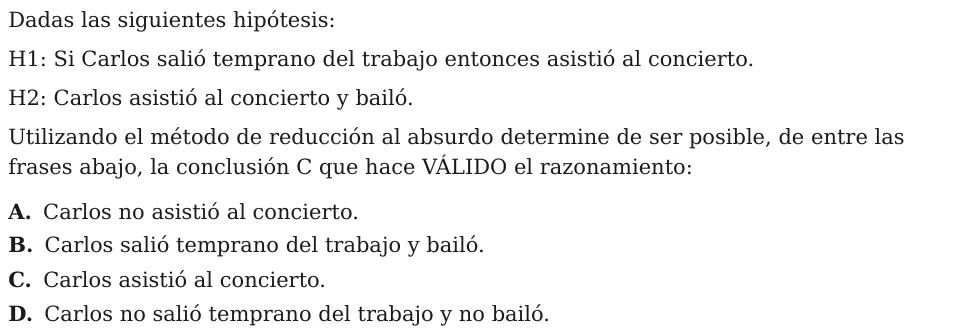 Dadas las siguientes hipótesis:
H1: Si Carlos salió temprano del trabajo entonces asistió al concierto.
H2: Carlos asistió al concierto y bailó.
Utilizando el método de reducción al absurdo determine de ser posible, de entre las
frases abajo, la conclusión C que hace VÁLIDO el razonamiento:
A. Carlos no asistió al concierto.
B. Carlos salió temprano del trabajo y bailó.
C. Carlos asistió al concierto.
D. Carlos no salió temprano del trabajo y no bailó.